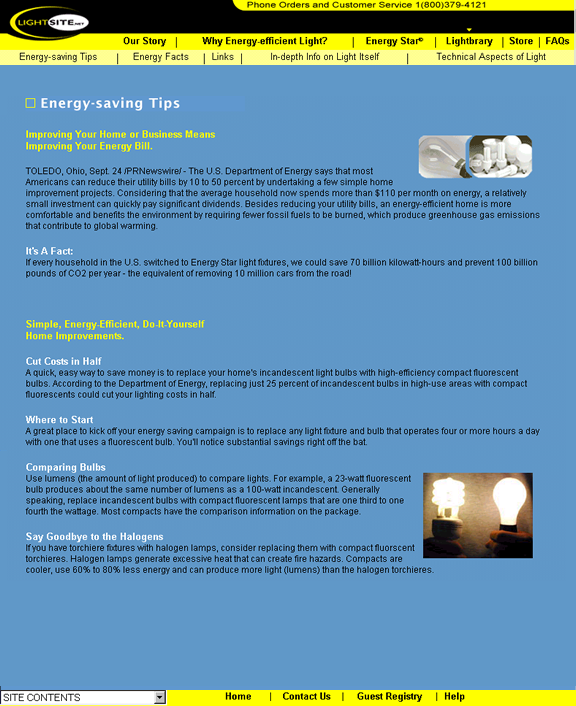 Phone Orders and Customer Service 1(800)379-4121
LIGHTSITE.NET
Our Story | Why Energy-efficient Light? | Energy Star® | Lightbrary | Store | FAQs
Energy-saving Tips | Energy Facts | Links | In-depth Info on Light Itself | Technical Aspects of Light
Energy-saving Tips
Improving Your Home or Business Means
Improving Your Energy Bill.
TOLEDO, Ohio, Sept. 24 /PRNewswire/ - The U.S. Department of Energy says that most
Americans can reduce their utility bills by 10 to 50 percent by undertaking a few simple home
improvement projects. Considering that the average household now spends more than $110 per month on energy, a relatively
small investment can quickly pay significant dividends. Besides reducing your utility bills, an energy-efficient home is more
comfortable and benefits the environment by requiring fewer fossil fuels to be burned, which produce greenhouse gas emissions
that contribute to global warming.
It's A Fact:
If every household in the U.S. switched to Energy Star light fixtures, we could save 70 billion kilowatt-hours and prevent 100 billion
pounds of CO2 per year - the equivalent of removing 10 million cars from the road!
Simple, Energy-Efficient, Do-It-Yourself
Home Improvements.
Cut Costs in Half
A quick, easy way to save money is to replace your home's incandescent light bulbs with high-efficiency compact fluorescent
bulbs. According to the Department of Energy, replacing just 25 percent of incandescent bulbs in high-use areas with compact
fluorescents could cut your lighting costs in half.
Where to Start
A great place to kick off your energy saving campaign is to replace any light fixture and bulb that operates four or more hours a day
with one that uses a fluorescent bulb. You'll notice substantial savings right off the bat.
Comparing Bulbs
Use lumens (the amount of light produced) to compare lights. For example, a 23-watt fluorescent
bulb produces about the same number of lumens as a 100-watt incandescent. Generally
speaking, replace incandescent bulbs with compact fluorescent lamps that are one third to one
fourth the wattage. Most compacts have the comparison information on the package.
Say Goodbye to the Halogens
If you have torchiere fixtures with halogen lamps, consider replacing them with compact fluorscent
torchieres. Halogen lamps generate excessive heat that can create fire hazards. Compacts are
cooler, use 60% to 80% less energy and can produce more light (lumens) than the halogen torchieres.
SITE CONTENTS
Home | Contact Us | Guest Registry | Help